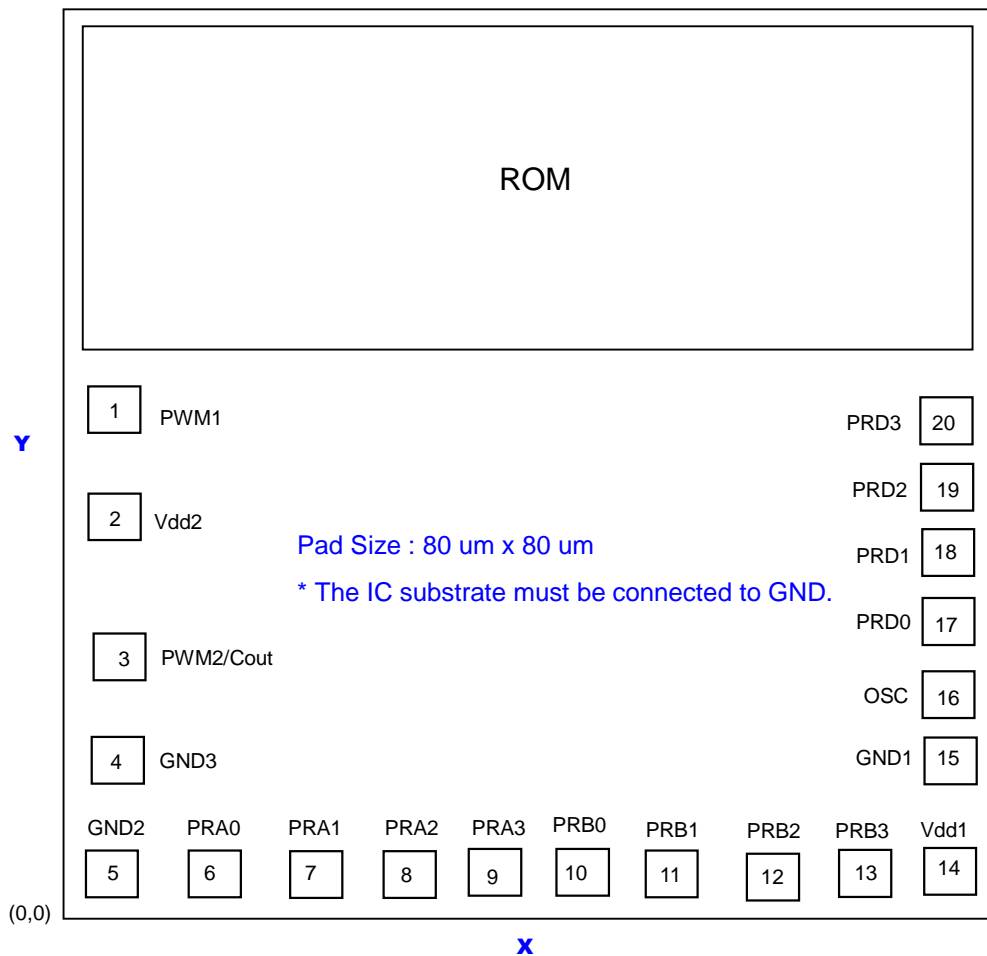 ROM
1 PWM1
PRD3 20
Y
PRD2 19
2 Vdd2
Pad Size : 80 um x 80 um
PRD1 18
* The IC substrate must be connected to GND.
PRD0 17
3 PWM2/Cout
OSC 16
4 GND3
GND1 15
GND2 PRA0 PRA1 PRA2 PRA3 PRB0 PRB1 PRB2 PRB3 Vdd1
5 6 7 8 9 10 11 12 13 14
(0,0)
X